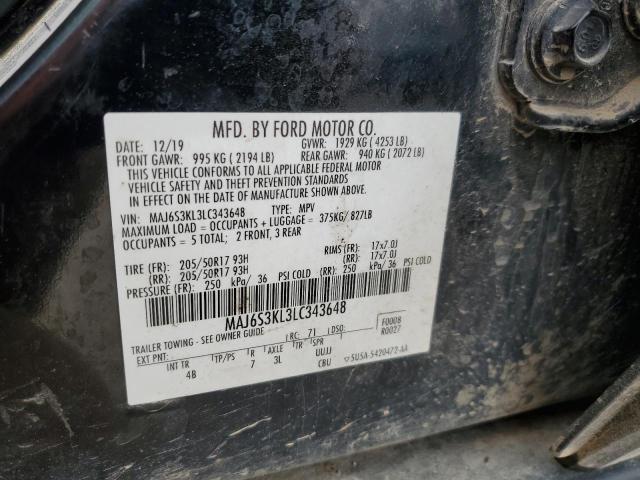 MFD. BY FORD MOTOR CO.
DATE: 12/19 GVWR: 1929 KG ( 4253 LB)
FRONT GAWR: 995 KG ( 2194 LB) REAR GAWR: 940 KG ( 2072 LB)
THIS VEHICLE CONFORMS TO ALL APPLICABLE FEDERAL MOTOR
VEHICLE SAFETY AND THEFT PREVENTION STANDARDS
IN EFFECT ON THE DATE OF MANUFACTURE SHOWN ABOVE.
VIN: MAJ6S3KL3LC343648 TYPE: MPV
MAXIMUM LOAD = OCCUPANTS + LUGGAGE = 375KG/ 827LB
OCCUPANTS = 5 TOTAL; 2 FRONT, 3 REAR
TIRE (FR): 205/50R17 93H RIMS (FR): 17x7.0J
(RR): 205/50R17 93H (RR): 17x7.0J
PRESSURE (FR): 250 kPa/ 36 PSI COLD (RR): 250 kPa/ 36 PSI COLD
MAJ6S3KL3LC343648
TRAILER TOWING - SEE OWNER GUIDE
RC: 71 DSO: F0008
EXT PNT: R0027
INT TR TP/PS R AXLE TR SPR
4B 7 3L UUJJ
CBU 5U5A-5420472-AA